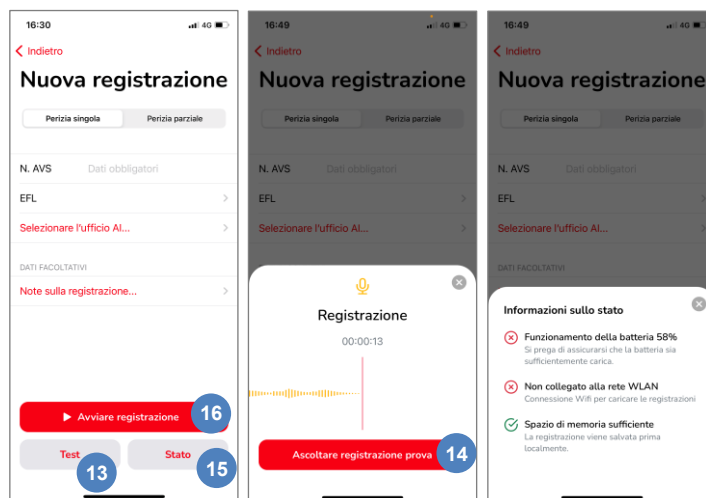 16:30
4G
Indietro
Nuova registrazione
Perizia singola
Perizia parziale
N. AVS
Dati obbligatori
EFL
Selezionare l'ufficio AI...
DATI FACOLTATIVI
Note sulla registrazione...
Avviare registrazione
16
Test
13
Stato
15
16:49
4G
Indietro
Nuova registrazione
Perizia singola
Perizia parziale
N. AVS
Dati obbligatori
EFL
Selezionare l'ufficio AI...
Registrazione
00:00:13
Ascoltare registrazione prova
14
16:49
4G
Indietro
Nuova registrazione
Perizia singola
Perizia parziale
N. AVS
Dati obbligatori
EFL
Selezionare l'ufficio AI...
DATI FACOLTATIVI
Informazioni sullo stato
Funzionamento della batteria 58%
Si prega di assicurarsi che la batteria sia
sufficientemente carica.
Non collegato alla rete WLAN
Connessione Wifi per caricare le registrazioni
Spazio di memoria sufficiente
La registrazione viene salvata prima
localmente.